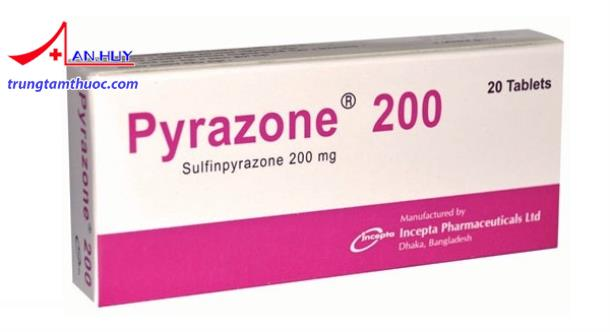 AN HUY
trungtamthuoc.com
20 Tablets
Pyrazone® 200
Sulfinpyrazone 200 mg
Manufactured by
Incepta Incepta Pharmaceuticals Ltd
Dhaka, Bangladesh
Pyrazone® 200